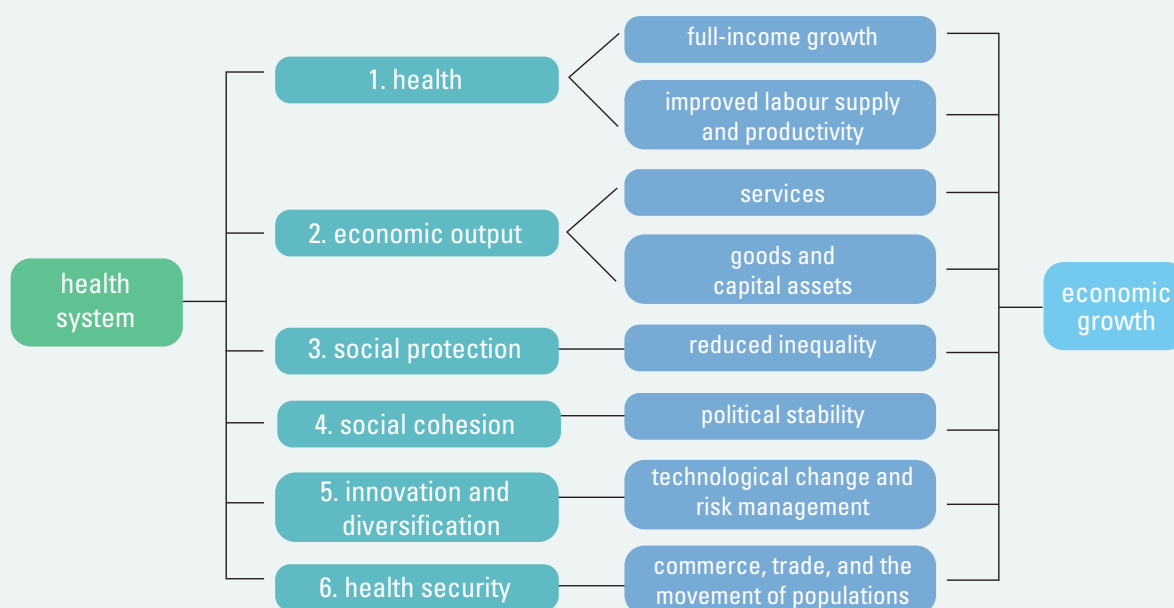 health
system
1. health
full-income growth
improved labour supply
and productivity
2. economic output
services
goods and
capital assets
3. social protection
reduced inequality
4. social cohesion
political stability
5. innovation and
diversification
technological change and
risk management
6. health security
commerce, trade, and the
movement of populations
economic
growth